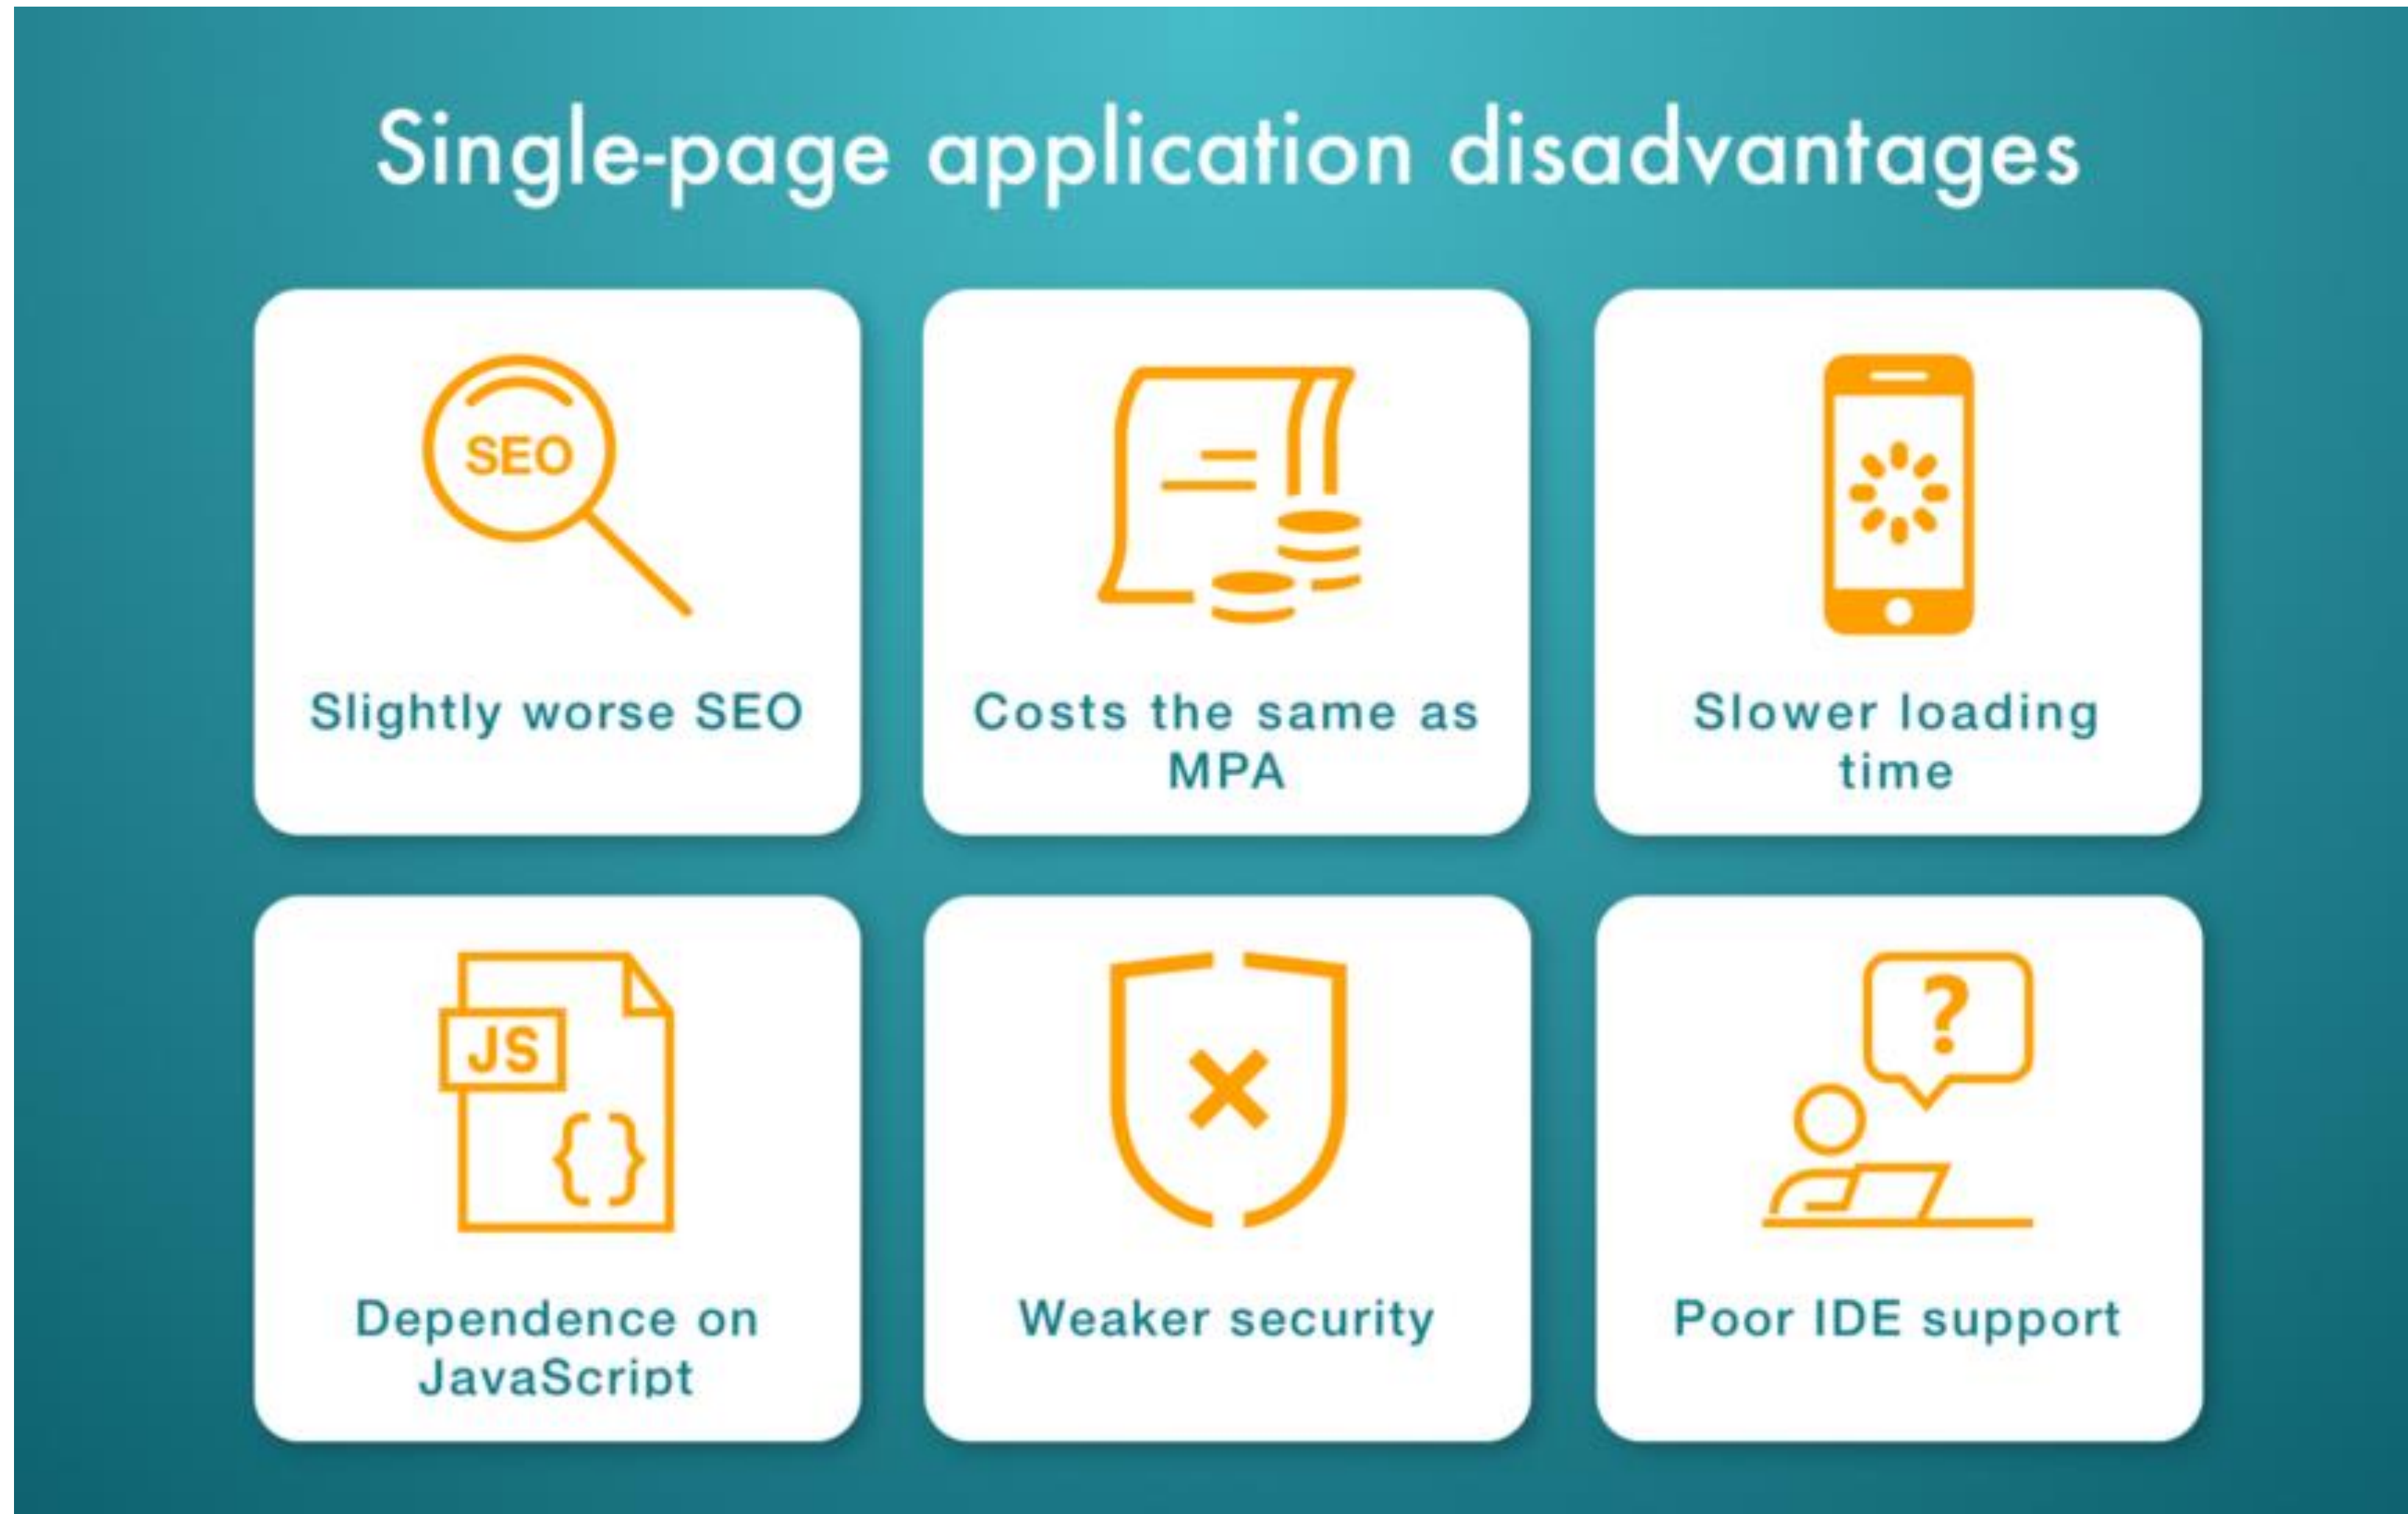 Single-page application disadvantages
SEO
Slightly worse SEO
Costs the same as
MPA
Slower loading
time
JS
{}
Dependence on
JavaScript
Weaker security
?
Poor IDE support